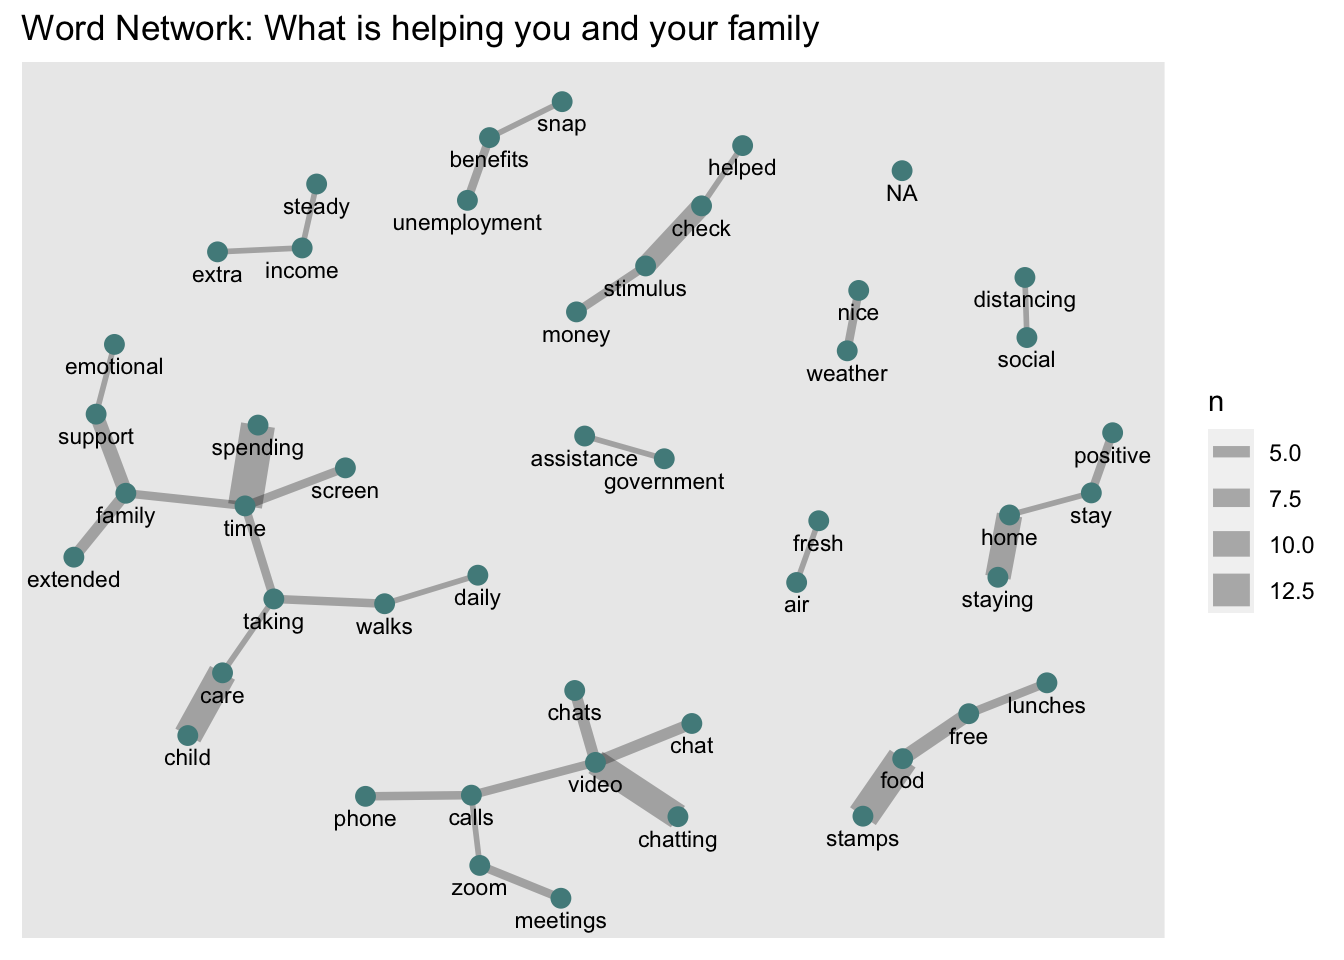 Word Network: What is helping you and your family
snap
benefits
helped
NA
steady
unemployment
check
extra
income
stimulus
distancing
nice
money
social
emotional
weather
support
spending
assistance
positive
screen
government
family
time
stay
home
fresh
extended
daily
air
staying
taking
walks
care
chats
lunches
chat
free
child
video
food
phone
calls
chatting
stamps
zoom
meetings
n
5.0
7.5
10.0
12.5